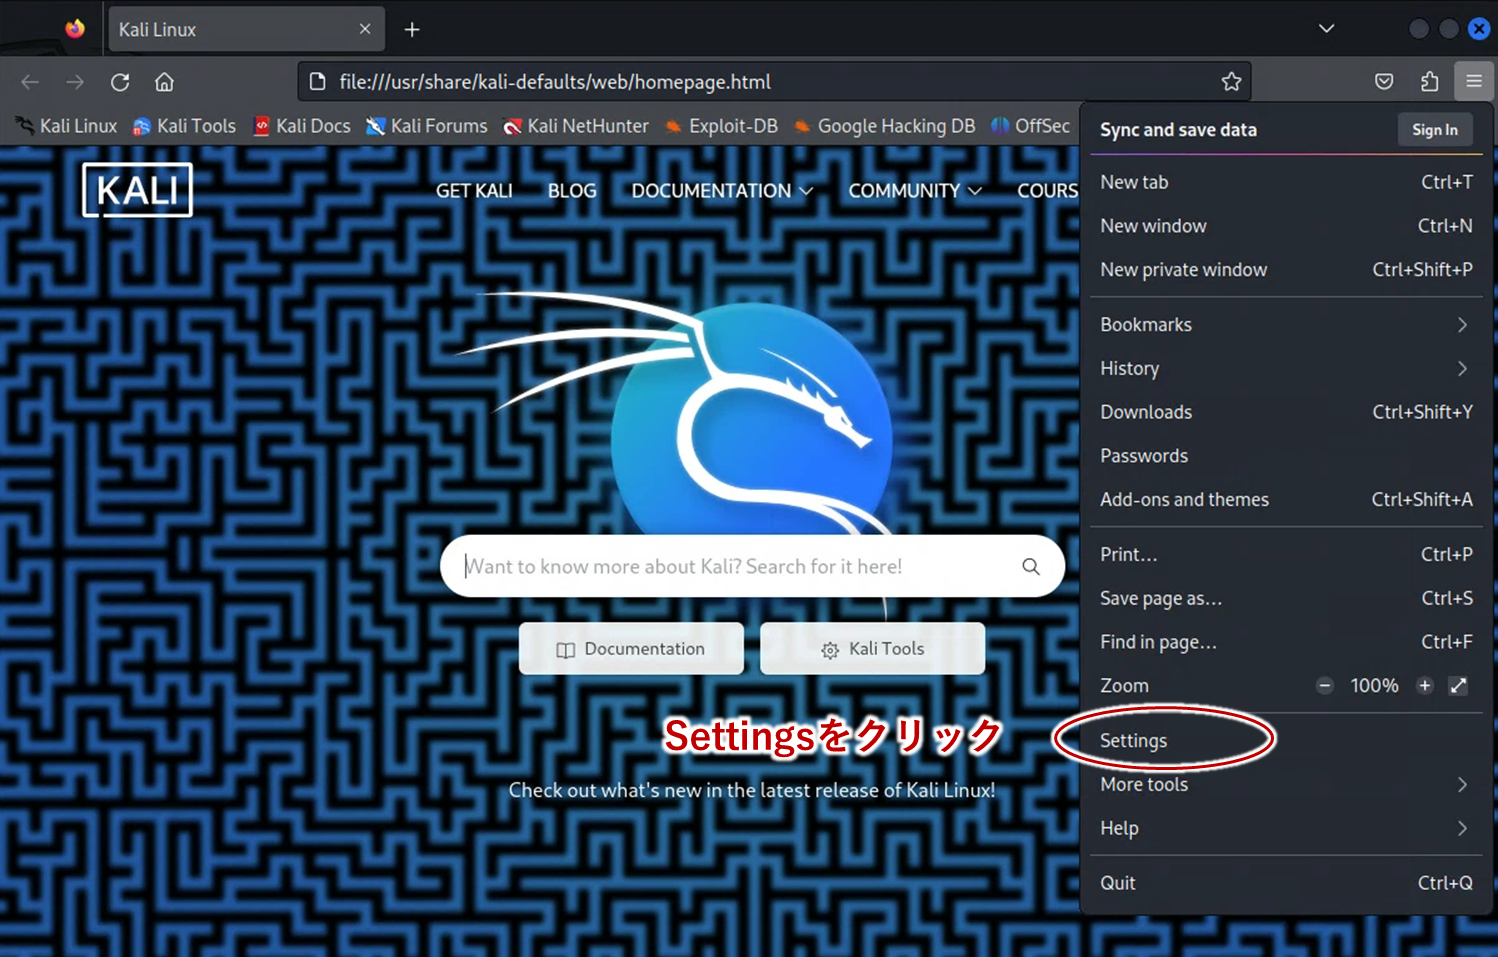 Kali Linux
file:///usr/share/kali-defaults/web/homepage.html
Kali Linux Kali Tools Kali Docs Kali Forums Kali NetHunter Exploit-DB Google Hacking DB OffSec
KALI GET KALI BLOG DOCUMENTATION COMMUNITY COURS
Want to know more about Kali? Search for it here!
Documentation Kali Tools
Settingsをクリック
Check out what's new in the latest release of Kali Linux!
Sync and save data Sign In
New tab Ctrl+T
New window Ctrl+N
New private window Ctrl+Shift+P
Bookmarks
History
Downloads Ctrl+Shift+Y
Passwords
Add-ons and themes Ctrl+Shift+A
Print... Ctrl+P
Save page as... Ctrl+S
Find in page... Ctrl+F
Zoom 100%
Settings
More tools
Help
Quit Ctrl+Q